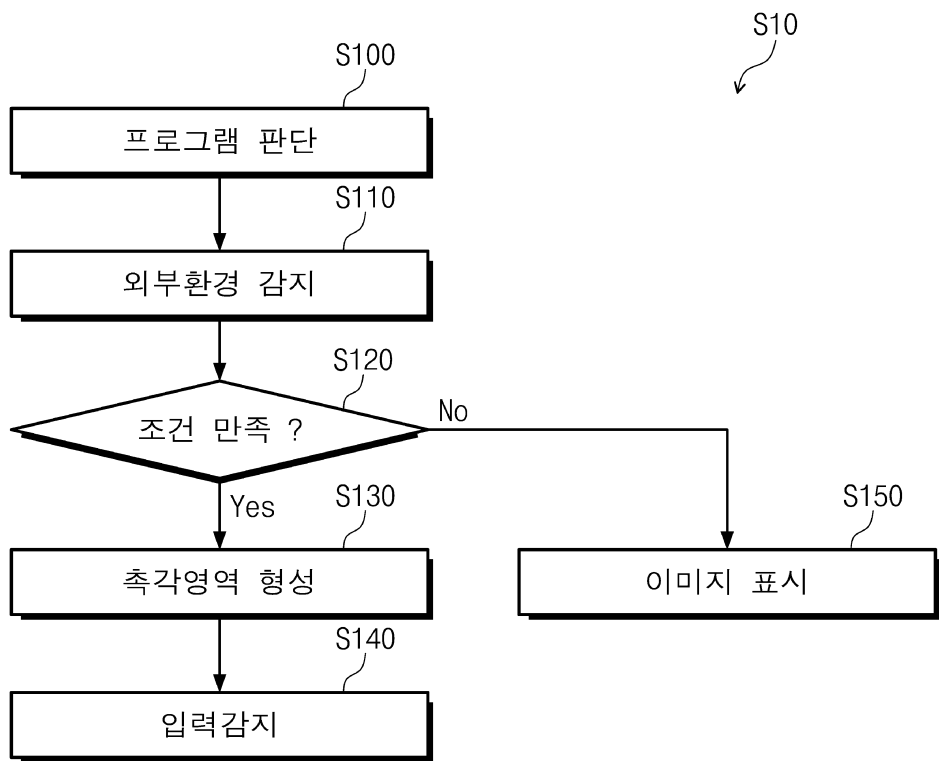 S10
S100
프로그램 판단
S110
외부환경 감지
S120
조건 만족 ?
No
Yes
S130
촉각영역 형성
S150
이미지 표시
S140
입력감지